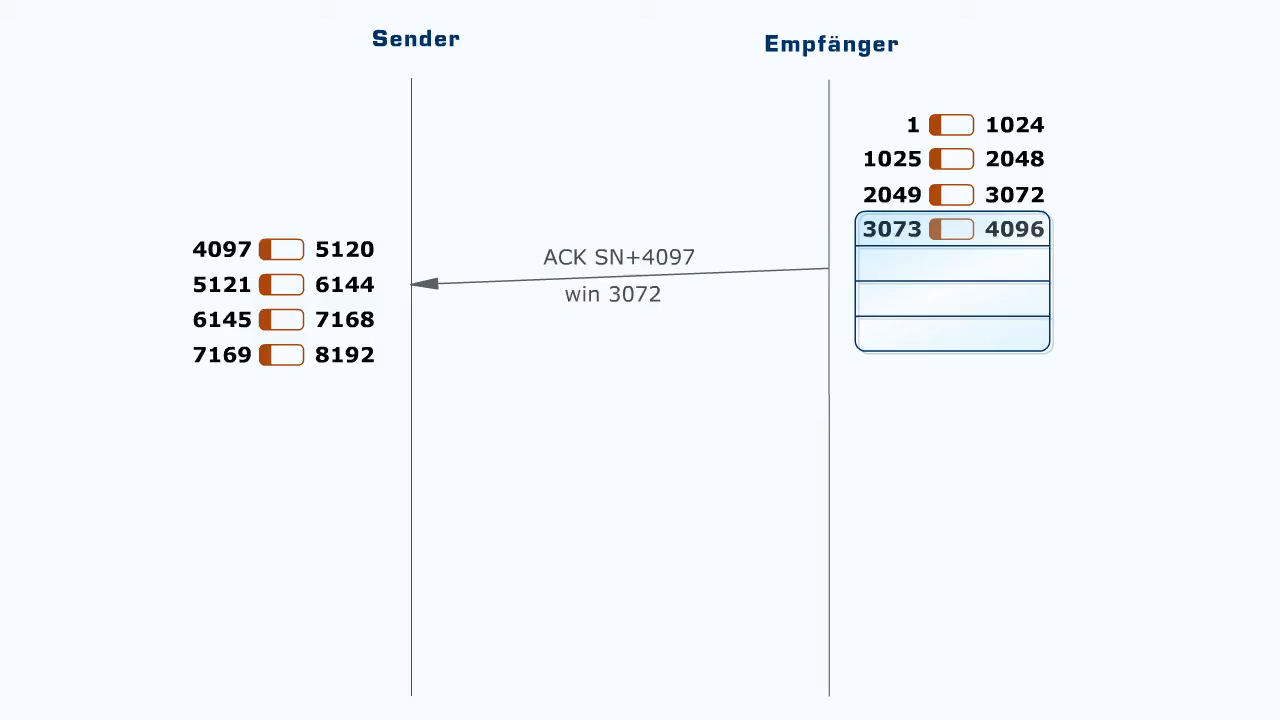 Sender
Empfänger
1 1024
1025 2048
2049 3072
3073 4096
4097 5120
5121 6144
6145 7168
7169 8192
ACK SN+4097
win 3072